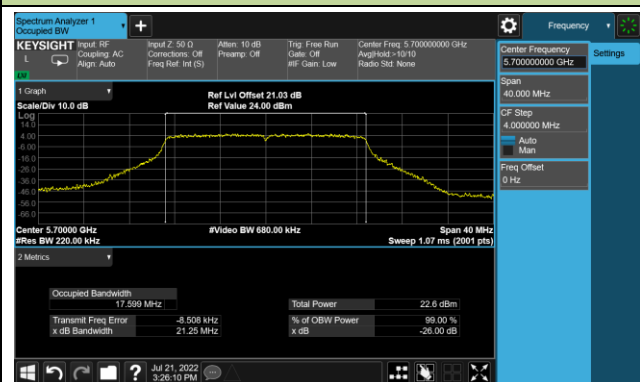 Spectrum Analyzer 1
Occupied BW
Frequency
KEYSIGHT
L
Input: RF
Coupling: AC
Align: Auto
Input Z: 50 Ω
Corrections: Off
Freq Ref: Int (S)
Atten: 10 dB
Preamp: Off
Trig: Free Run
Gate: Off
#IF Gain: Low
Center Freq: 5.700000000 GHz
Avg|Hold:>10/10
Radio Std: None
Center Frequency
5.700000000 GHz
Settings
Span
40.000 MHz
CF Step
4.000000 MHz
Auto
Man
Freq Offset
0 Hz
1 Graph
Scale/Div 10.0 dB
Ref Lvl Offset 21.03 dB
Ref Value 24.00 dBm
Log
14.0
4.00
-6.00
-16.0
-26.0
-36.0
-46.0
-56.0
-66.0
Center 5.70000 GHz
#Res BW 220.00 kHz
#Video BW 680.00 kHz
Span 40 MHz
Sweep 1.07 ms (2001 pts)
2 Metrics
Occupied Bandwidth
17.599 MHz
Total Power 22.6 dBm
Transmit Freq Error -8.508 kHz
% of OBW Power 99.00 %
x dB Bandwidth 21.25 MHz
x dB -26.00 dB
?
Jul 21, 2022
3:26:10 PM